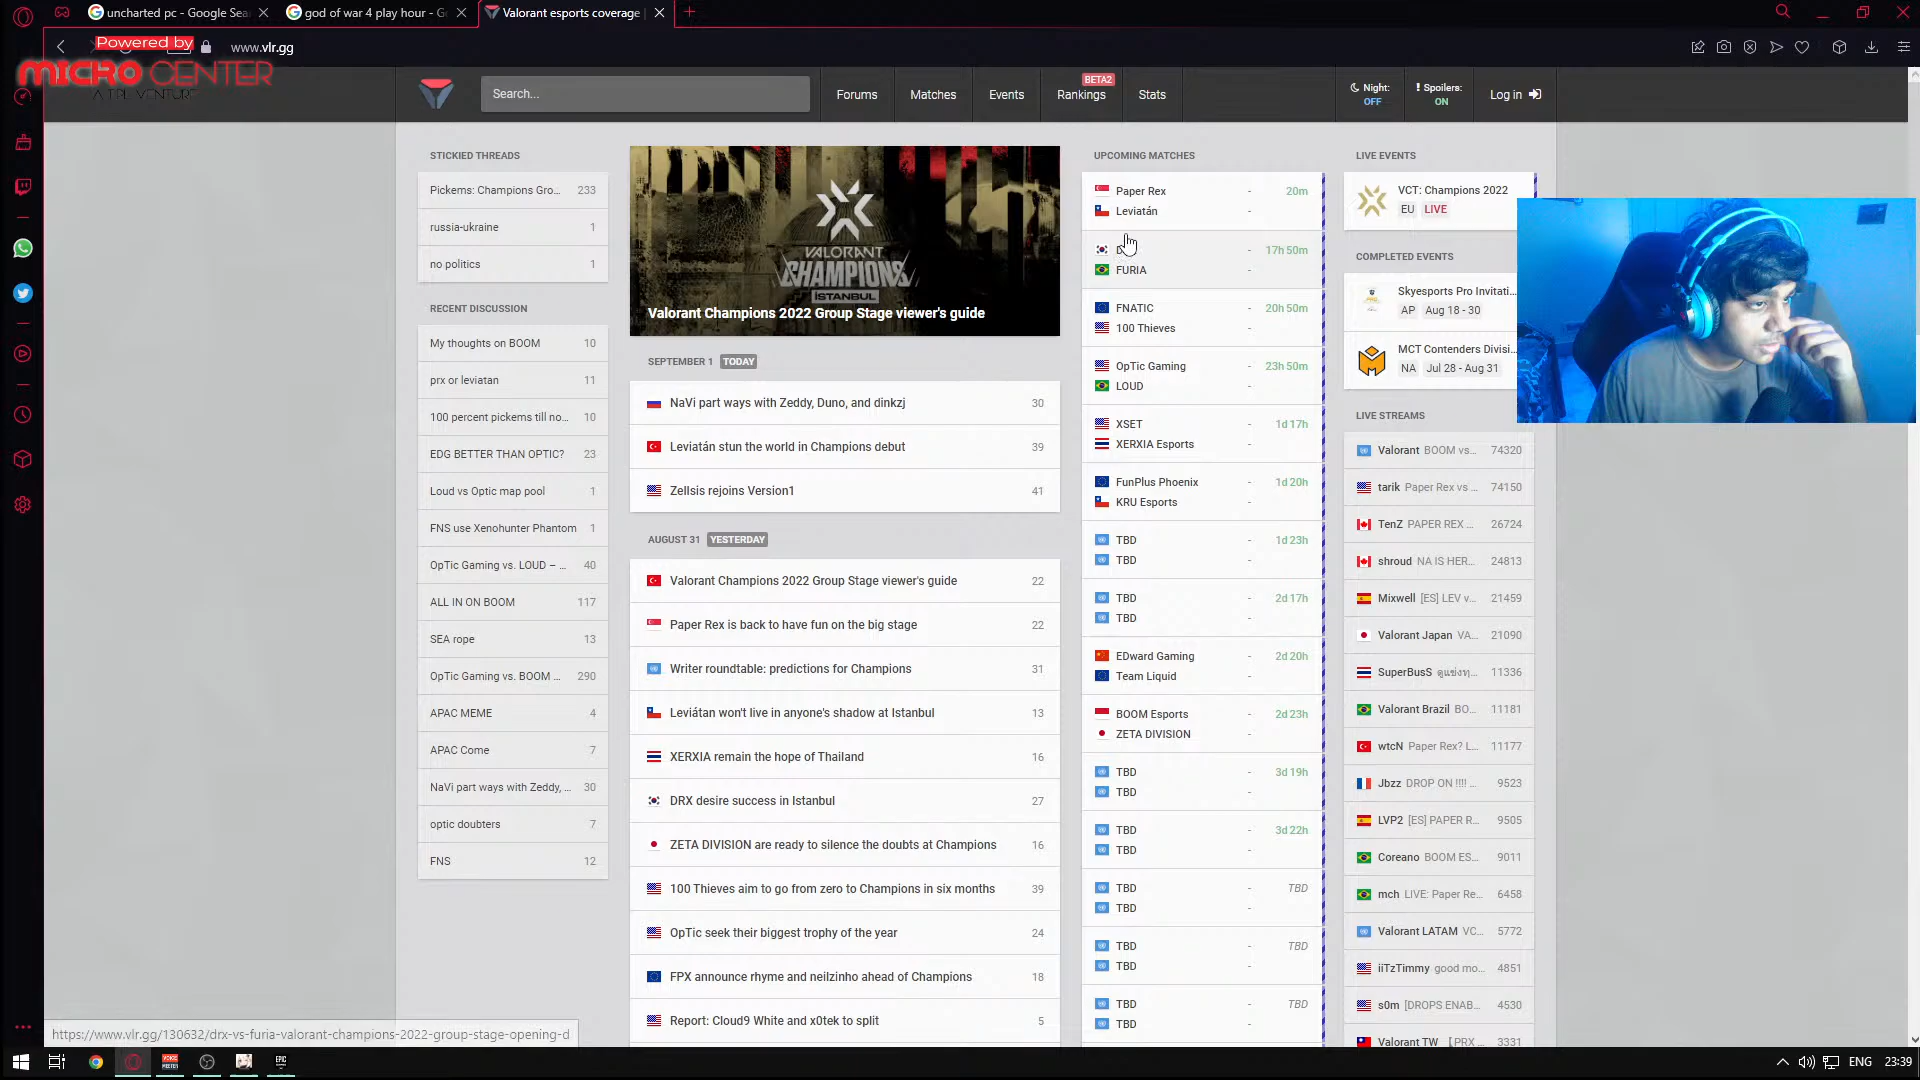 uncharted pc - Google Sea
god of war 4 play hour - G
Valorant esports coverage
Powered by
MICRO CENTER
www.vlr.gg
Search...
Forums
Matches
Events
BETA2
Rankings
Stats
Night:
OFF
Spoilers:
ON
Log in
STICKIED THREADS
Pickems: Champions Gro... 233
russia-ukraine 1
no politics 1
RECENT DISCUSSION
My thoughts on BOOM 10
prx or leviatan 11
100 percent pickems till no... 10
EDG BETTER THAN OPTIC? 23
Loud vs Optic map pool 1
FNS use Xenohunter Phantom 1
OpTic Gaming vs. LOUD – ... 40
ALL IN ON BOOM 117
SEA rope 13
OpTic Gaming vs. BOOM ... 290
APAC MEME 4
APAC Come 7
NaVi part ways with Zeddy, ... 30
optic doubters 7
FNS 12
VALORANT
CHAMPIONS
ISTANBUL
Valorant Champions 2022 Group Stage viewer's guide
SEPTEMBER 1 TODAY
NaVi part ways with Zeddy, Duno, and dinkzj 30
Leviatán stun the world in Champions debut 39
Zellsis rejoins Version1 41
AUGUST 31 YESTERDAY
Valorant Champions 2022 Group Stage viewer's guide 22
Paper Rex is back to have fun on the big stage 22
Writer roundtable: predictions for Champions 31
Leviátan won't live in anyone's shadow at Istanbul 13
XERXIA remain the hope of Thailand 16
DRX desire success in Istanbul 27
ZETA DIVISION are ready to silence the doubts at Champions 16
100 Thieves aim to go from zero to Champions in six months 39
OpTic seek their biggest trophy of the year 24
FPX announce rhyme and neilzinho ahead of Champions 18
Report: Cloud9 White and x0tek to split 5
UPCOMING MATCHES
Paper Rex - 20m
Leviatán -
D - 17h 50m
FURIA -
FNATIC - 20h 50m
100 Thieves -
OpTic Gaming - 23h 50m
LOUD -
XSET - 1d 17h
XERXIA Esports -
FunPlus Phoenix - 1d 20h
KRU Esports -
TBD - 1d 23h
TBD -
TBD - 2d 17h
TBD -
EDward Gaming - 2d 20h
Team Liquid -
BOOM Esports - 2d 23h
ZETA DIVISION -
TBD - 3d 19h
TBD -
TBD - 3d 22h
TBD -
TBD - TBD
TBD -
TBD - TBD
TBD -
TBD - TBD
TBD -
LIVE EVENTS
VCT: Champions 2022
EU LIVE
COMPLETED EVENTS
Skyesports Pro Invitati...
AP Aug 18 - 30
MCT Contenders Divisi...
NA Jul 28 - Aug 31
LIVE STREAMS
Valorant BOOM vs... 74320
tarik Paper Rex vs ... 74150
TenZ PAPER REX ... 26724
shroud NA IS HER... 24813
Mixwell [ES] LEV v... 21459
Valorant Japan VA... 21090
SuperBusS 11336
Valorant Brazil BO... 11181
wtcN Paper Rex? L... 11177
Jbzz DROP ON !!!! ... 9523
LVP2 [ES] PAPER R... 9505
Coreano BOOM ES... 9011
mch LIVE: Paper Re... 6458
Valorant LATAM VC... 5772
iiTzTimmy good mo... 4851
s0m [DROPS ENAB... 4530
Valorant TW 【PRX ... 3331
https://www.vlr.gg/130632/drx-vs-furia-valorant-champions-2022-group-stage-opening-d
VOICE
MEETER
EPIC
ENG
23:39